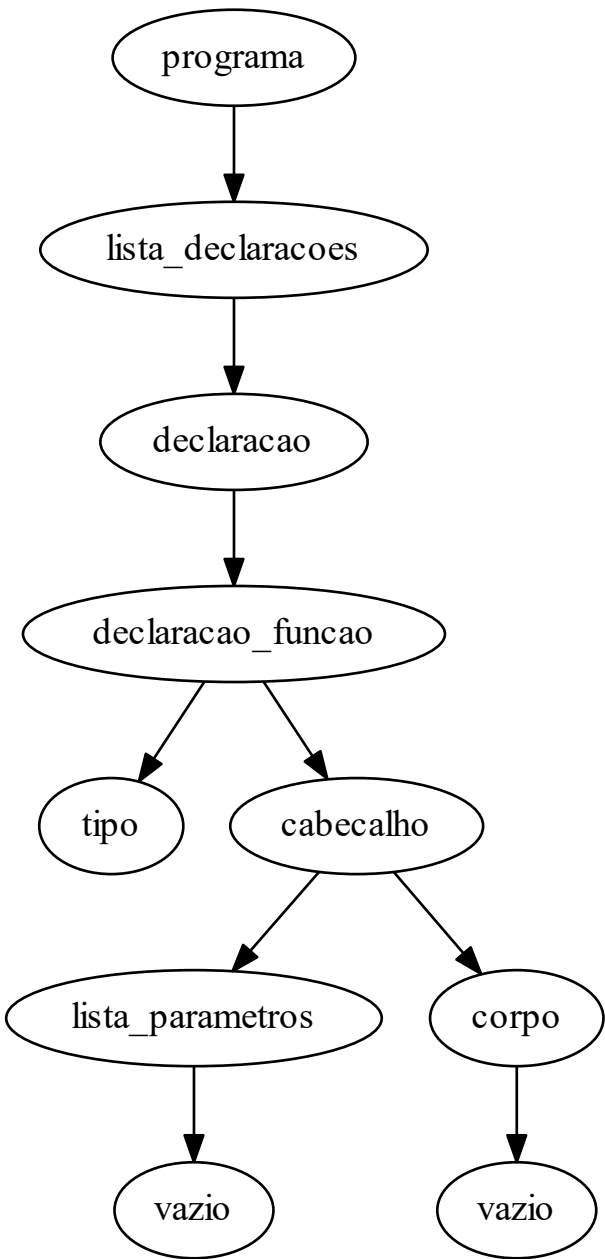 programa
lista_declaracoes
declaracao
declaracao_funcao
tipo
cabecalho
lista_parametros
corpo
vazio
vazio